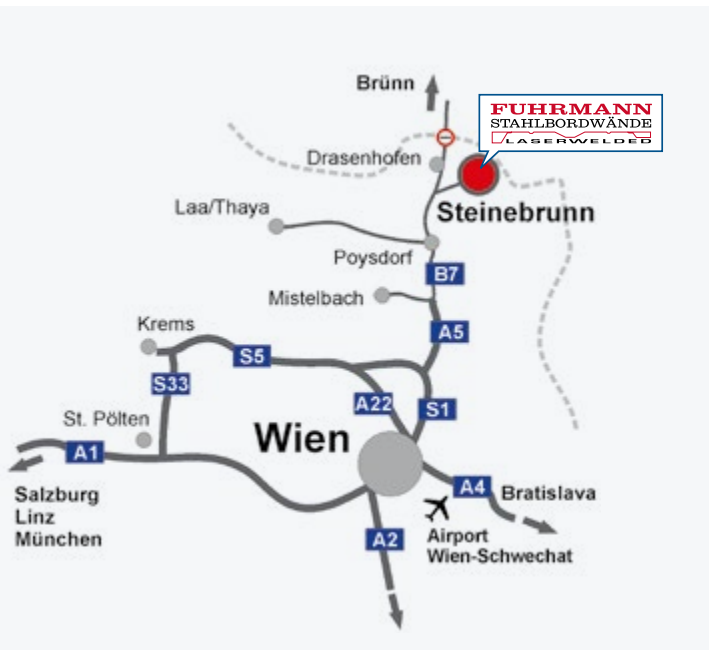 Brünn
FUHRMANN
STAHLBORDWÄNDE
LASERWELDED
Drasenhofen
Steinebrunn
Laa/Thaya
Poysdorf
B7
Mistelbach
A5
Krems
S5
S33
A22
S1
St. Pölten
Wien
A1
Salzburg
Linz
München
A4
Bratislava
Airport
Wien-Schwechat
A2